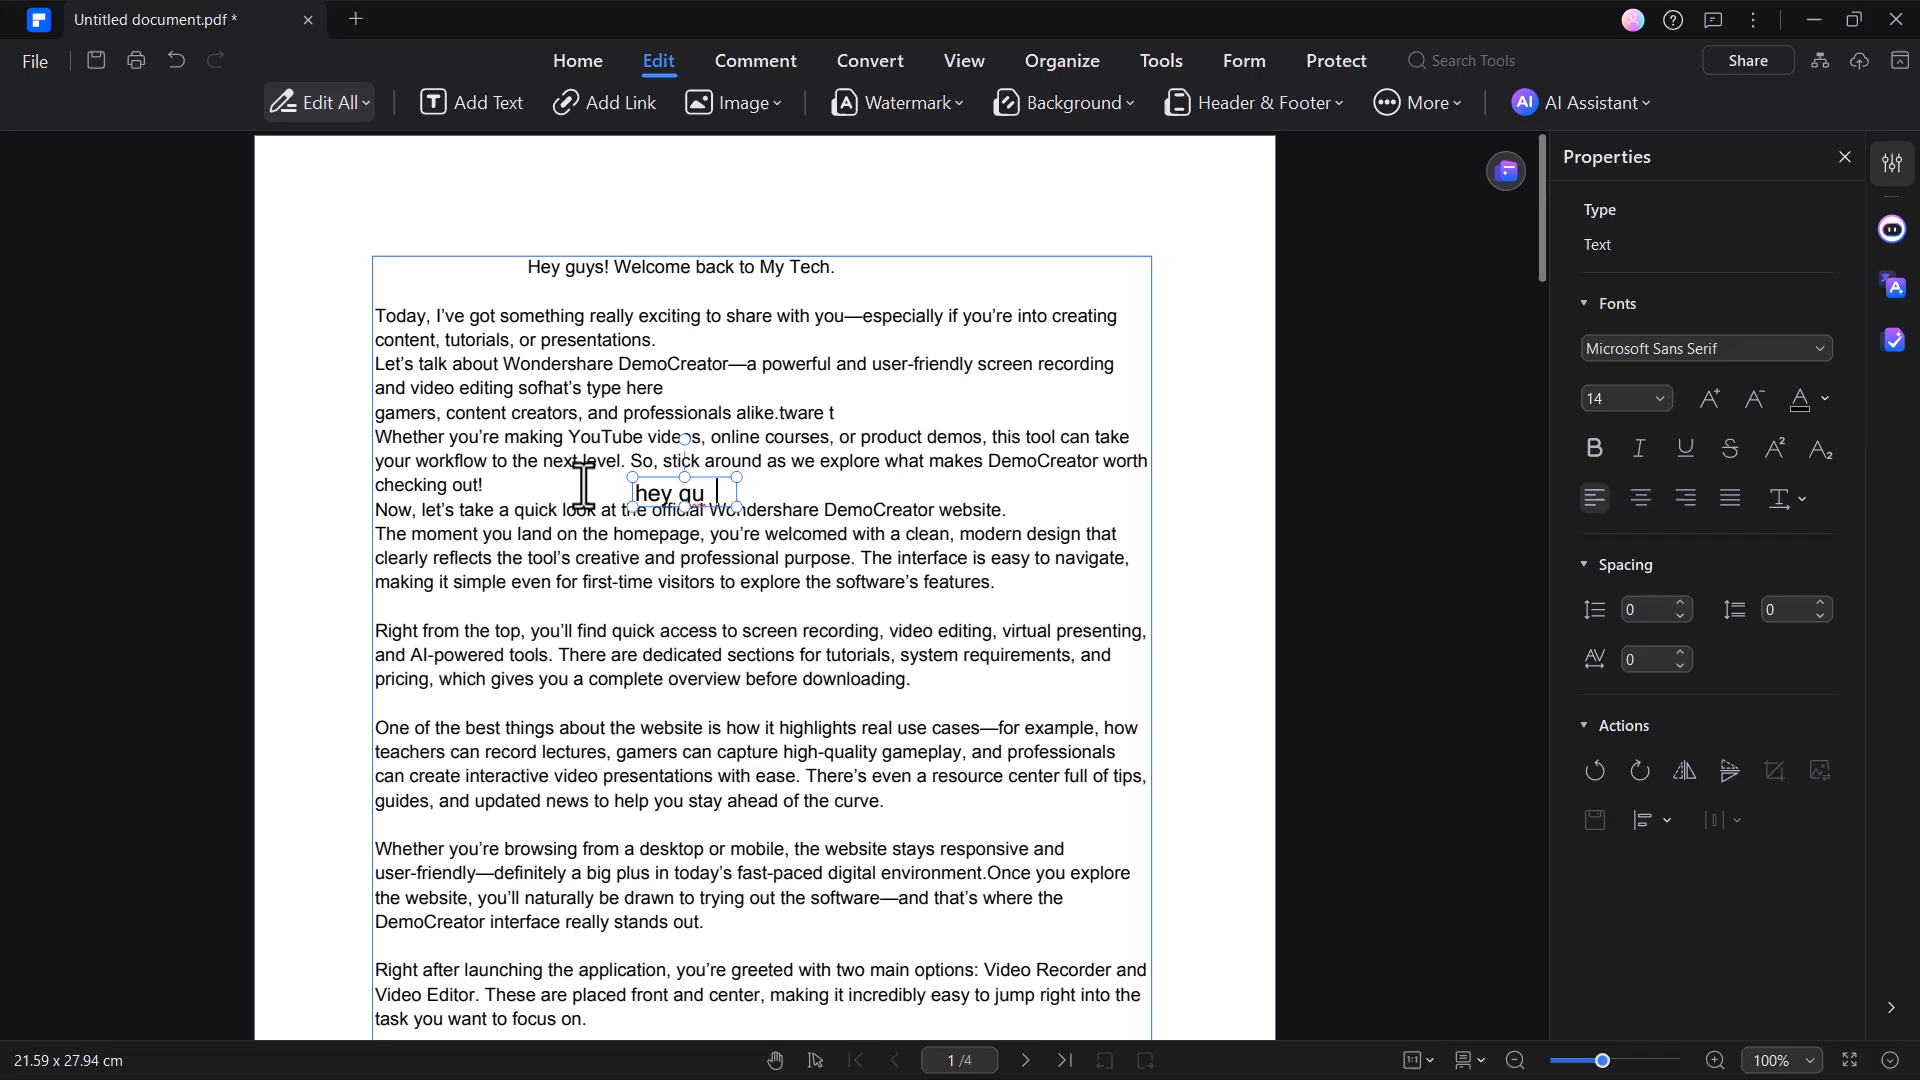 Untitled document.pdf *
File
Home Edit Comment Convert View Organize Tools Form Protect Search Tools Share
Edit All Add Text Add Link Image Watermark Background Header & Footer More AI AI Assistant
Hey guys! Welcome back to My Tech.
Today, I’ve got something really exciting to share with you—especially if you’re into creating
content, tutorials, or presentations.
Let’s talk about Wondershare DemoCreator—a powerful and user-friendly screen recording
and video editing sofhat’s type here
gamers, content creators, and professionals alike.tware t
Whether you’re making YouTube videos, online courses, or product demos, this tool can take
your workflow to the next level. So, stick around as we explore what makes DemoCreator worth
checking out!
hey gu
Now, let’s take a quick look at the official Wondershare DemoCreator website.
The moment you land on the homepage, you’re welcomed with a clean, modern design that
clearly reflects the tool’s creative and professional purpose. The interface is easy to navigate,
making it simple even for first-time visitors to explore the software’s features.
Right from the top, you’ll find quick access to screen recording, video editing, virtual presenting,
and AI-powered tools. There are dedicated sections for tutorials, system requirements, and
pricing, which gives you a complete overview before downloading.
One of the best things about the website is how it highlights real use cases—for example, how
teachers can record lectures, gamers can capture high-quality gameplay, and professionals
can create interactive video presentations with ease. There’s even a resource center full of tips,
guides, and updated news to help you stay ahead of the curve.
Whether you’re browsing from a desktop or mobile, the website stays responsive and
user-friendly—definitely a big plus in today’s fast-paced digital environment.Once you explore
the website, you’ll naturally be drawn to trying out the software—and that’s where the
DemoCreator interface really stands out.
Right after launching the application, you’re greeted with two main options: Video Recorder and
Video Editor. These are placed front and center, making it incredibly easy to jump right into the
task you want to focus on.
Properties
Type
Text
Fonts
Microsoft Sans Serif
14
Spacing
0 0
0
Actions
21.59 x 27.94 cm
1 /4
100%